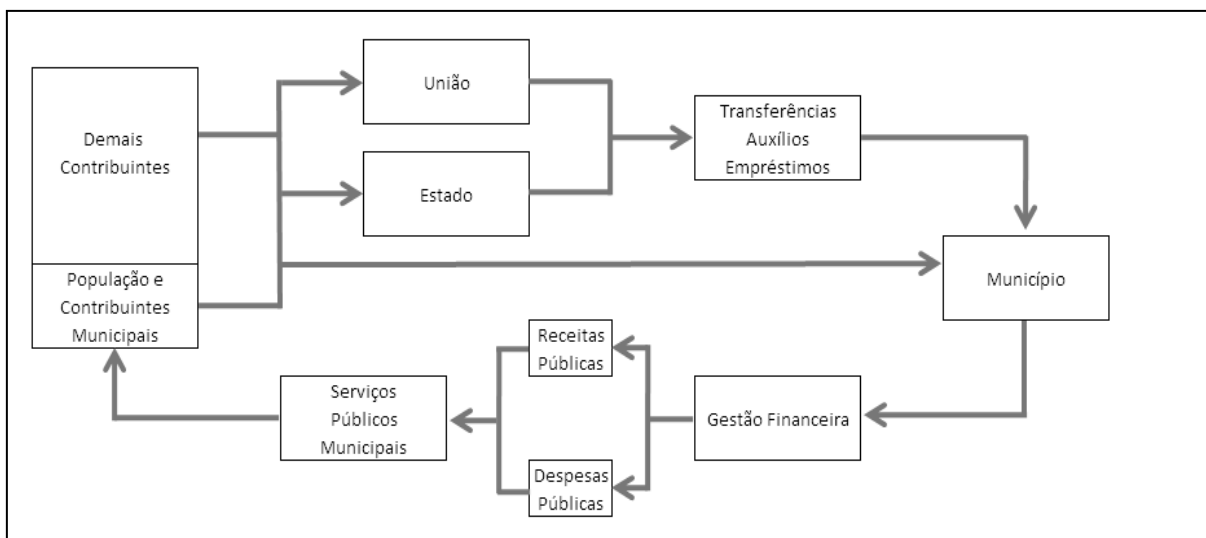 Demais
Contribuintes
População e
Contribuintes
Municipais
União
Estado
Transferências
Auxílios
Empréstimos
Município
Gestão Financeira
Receitas
Públicas
Despesas
Públicas
Serviços
Públicos
Municipais